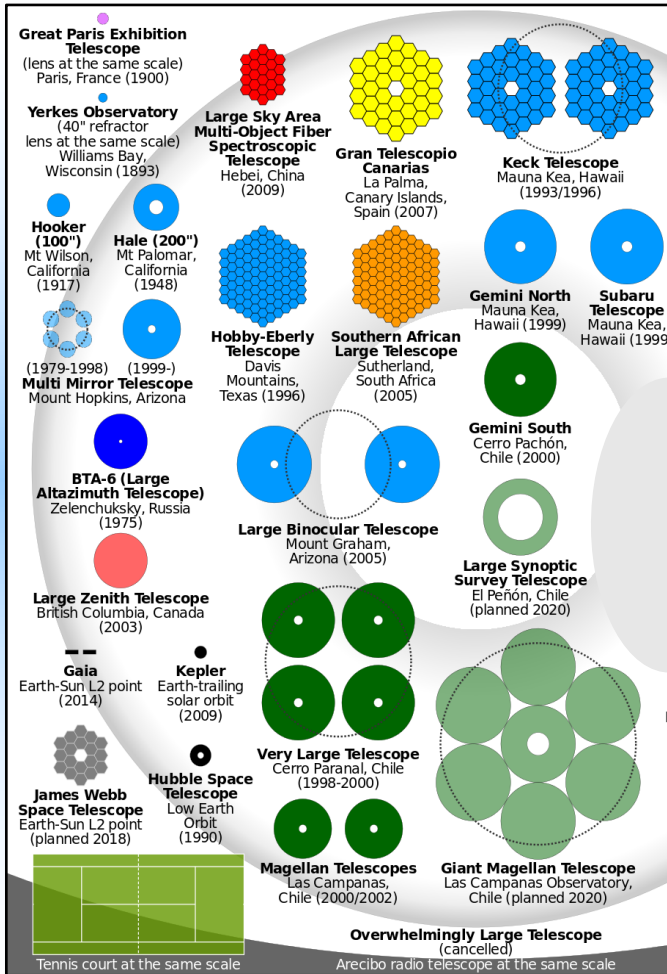 Great Paris Exhibition
Telescope
(lens at the same scale)
Paris, France (1900)
Yerkes Observatory
(40" refractor
lens at the same scale)
Williams Bay,
Wisconsin (1893)
Large Sky Area
Multi-Object Fiber
Spectroscopic
Telescope
Hebei, China
(2009)
Gran Telescopio
Canarias
La Palma,
Canary Islands,
Spain (2007)
Keck Telescope
Mauna Kea, Hawaii
(1993/1996)
Hooker
(100")
Mt Wilson,
California
(1917)
Hale (200")
Mt Palomar,
California
(1948)
(1979-1998)
(1999-)
Multi Mirror Telescope
Mount Hopkins, Arizona
Hobby-Eberly
Telescope
Davis
Mountains,
Texas (1996)
Southern African
Large Telescope
Sutherland,
South Africa
(2005)
Gemini North
Mauna Kea,
Hawaii (1999)
Subaru
Telescope
Mauna Kea,
Hawaii (1999
Gemini South
Cerro Pachón,
Chile (2000)
BTA-6 (Large
Altazimuth Telescope)
Zelenchuksky, Russia
(1975)
Large Binocular Telescope
Mount Graham,
Arizona (2005)
Large Synoptic
Survey Telescope
El Peñón, Chile
(planned 2020)
Large Zenith Telescope
British Columbia, Canada
(2003)
Gaia
Earth-Sun L2 point
(2014)
Kepler
Earth-trailing
solar orbit
(2009)
Very Large Telescope
Cerro Paranal, Chile
(1998-2000)
James Webb
Space Telescope
Earth-Sun L2 point
(planned 2018)
Hubble Space
Telescope
Low Earth
Orbit
(1990)
Magellan Telescopes
Las Campanas,
Chile (2000/2002)
Giant Magellan Telescope
Las Campanas Observatory,
Chile (planned 2020)
Overwhelmingly Large Telescope
(cancelled)
Tennis court at the same scale
Arecibo radio telescope at the same scale